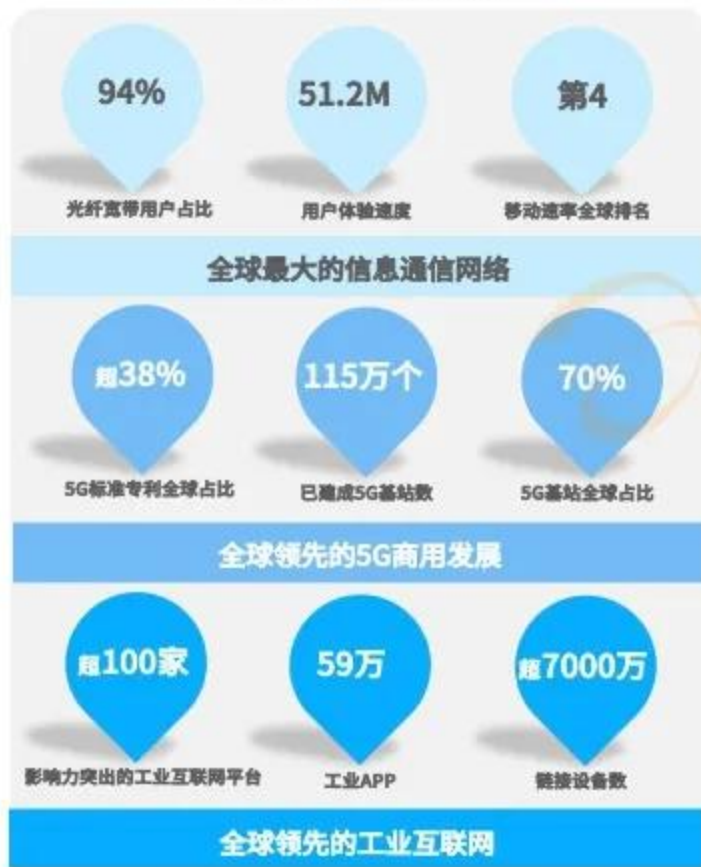 94% 51.2M 第4
光纤宽带用户占比 用户体验速度 移动速率全球排名
全球最大的信息通信网络
超38% 115万个 70%
5G标准专利全球占比 已建成5G基站数 5G基站全球占比
全球领先的5G商用发展
超100家 59万 超7000万
影响力突出的工业互联网平台 工业APP 链接设备数
全球领先的工业互联网